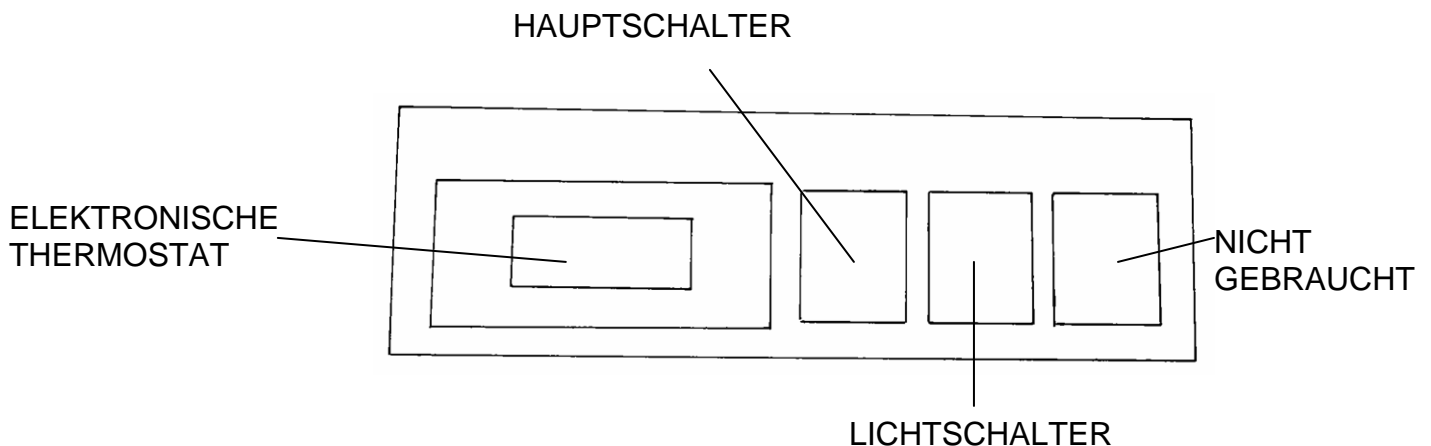 HAUPTSCHALTER
ELEKTRONISCHE
THERMOSTAT
NICHT
GEBRAUCHT
LICHTSCHALTER